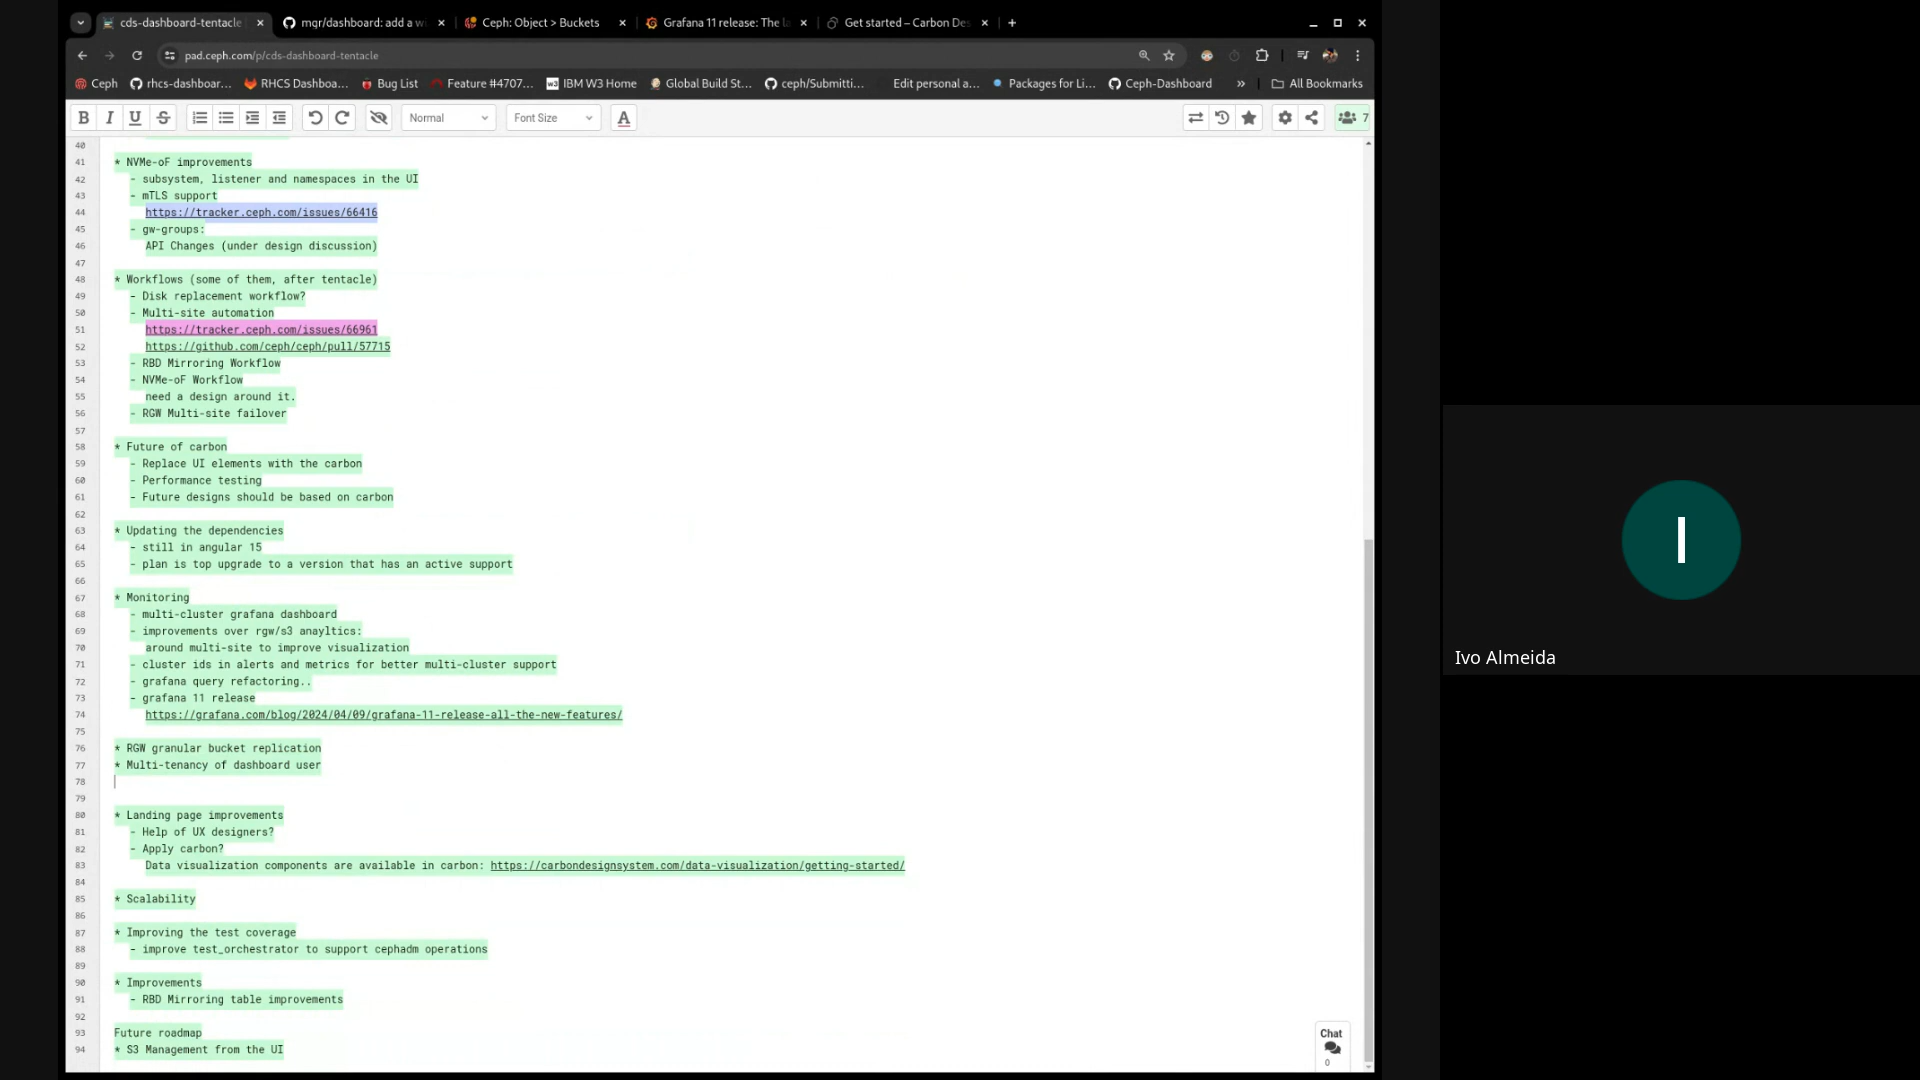 cds-dashboard-tentacle
mgr/dashboard: add a wi
Ceph: Object > Buckets
Grafana 11 release: The la
Get started – Carbon Des
pad.ceph.com/p/cds-dashboard-tentacle
Ceph
rhcs-dashboar...
RHCS Dashboa...
Bug List
Feature #4707...
IBM W3 Home
Global Build St...
ceph/Submitti...
Edit personal a...
Packages for Li...
Ceph-Dashboard
»
All Bookmarks
Normal
Font Size
7
40
41 * NVMe-oF improvements
42 - subsystem, listener and namespaces in the UI
43 - mTLS support
44 https://tracker.ceph.com/issues/66416
45 - gw-groups:
46 API Changes (under design discussion)
47
48 * Workflows (some of them, after tentacle)
49 - Disk replacement workflow?
50 - Multi-site automation
51 https://tracker.ceph.com/issues/66961
52 https://github.com/ceph/ceph/pull/57715
53 - RBD Mirroring Workflow
54 - NVMe-oF Workflow
55 need a design around it.
56 - RGW Multi-site failover
57
58 * Future of carbon
59 - Replace UI elements with the carbon
60 - Performance testing
61 - Future designs should be based on carbon
62
63 * Updating the dependencies
64 - still in angular 15
65 - plan is top upgrade to a version that has an active support
66
67 * Monitoring
68 - multi-cluster grafana dashboard
69 - improvements over rgw/s3 anayltics:
70 around multi-site to improve visualization
71 - cluster ids in alerts and metrics for better multi-cluster support
72 - grafana query refactoring..
73 - grafana 11 release
74 https://grafana.com/blog/2024/04/09/grafana-11-release-all-the-new-features/
75
76 * RGW granular bucket replication
77 * Multi-tenancy of dashboard user
78
79
80 * Landing page improvements
81 - Help of UX designers?
82 - Apply carbon?
83 Data visualization components are available in carbon: https://carbondesignsystem.com/data-visualization/getting-started/
84
85 * Scalability
86
87 * Improving the test coverage
88 - improve test_orchestrator to support cephadm operations
89
90 * Improvements
91 - RBD Mirroring table improvements
92
93 Future roadmap
94 * S3 Management from the UI
Chat
0
I
Ivo Almeida